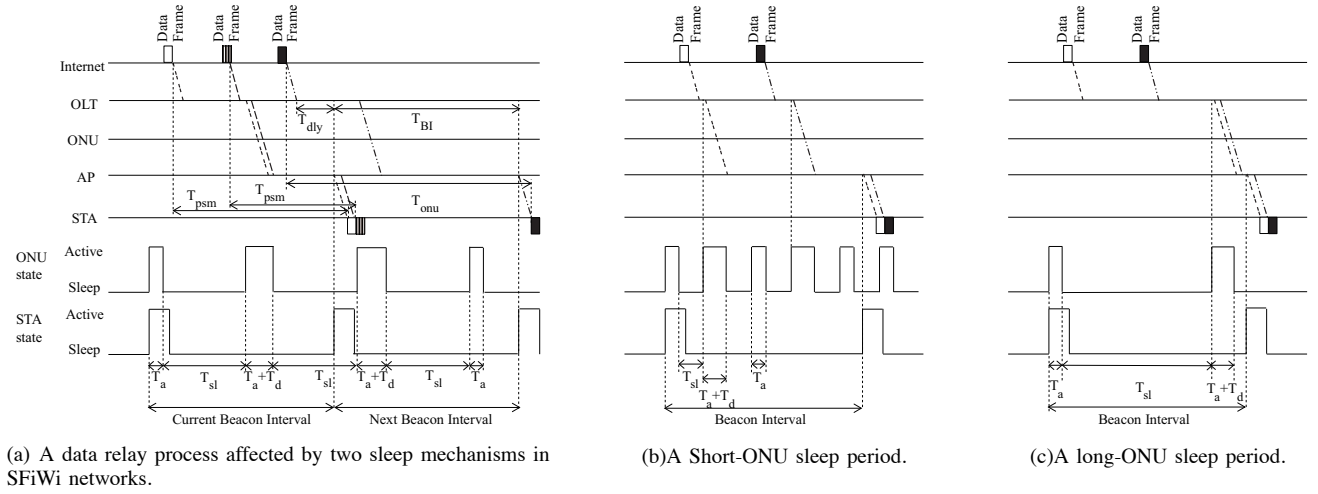 Data
Frame
Data
Frame
Data
Frame
Internet
OLT
T_dly
T_BI
ONU
AP
T_psm
T_psm
T_onu
STA
ONU
state
Active
Sleep
STA
state
Active
Sleep
T_a
T_sl
T_a+T_d
T_sl
T_a+T_d
T_sl
T_a
Current Beacon Interval
Next Beacon Interval
(a) A data relay process affected by two sleep mechanisms in
SFiWi networks.
Data
Frame
Data
Frame
T_sl
T_a+T_d
T_a
Beacon Interval
(b)A Short-ONU sleep period.
Data
Frame
Data
Frame
T_a
T_sl
T_a+T_d
Beacon Interval
(c)A long-ONU sleep period.